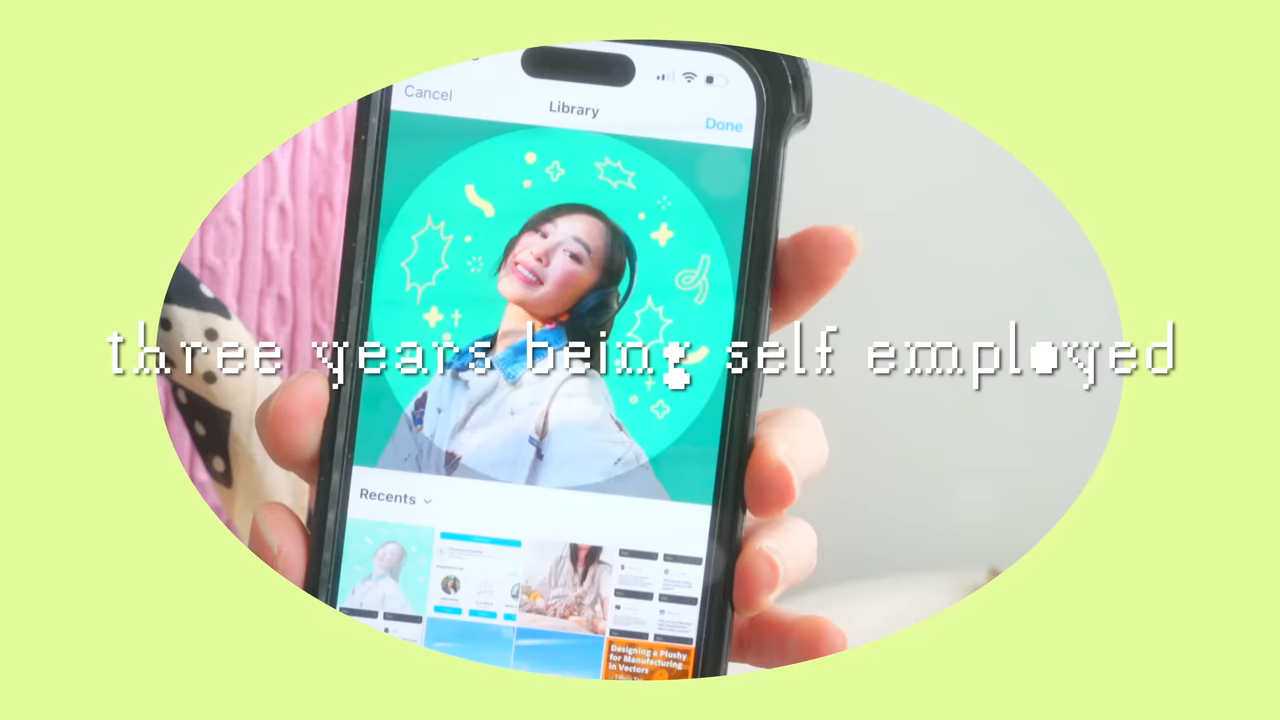 Cancel
Library
Done
three years being self employed
Recents
Designing a Plushy
for Manufacturing
in Vectors